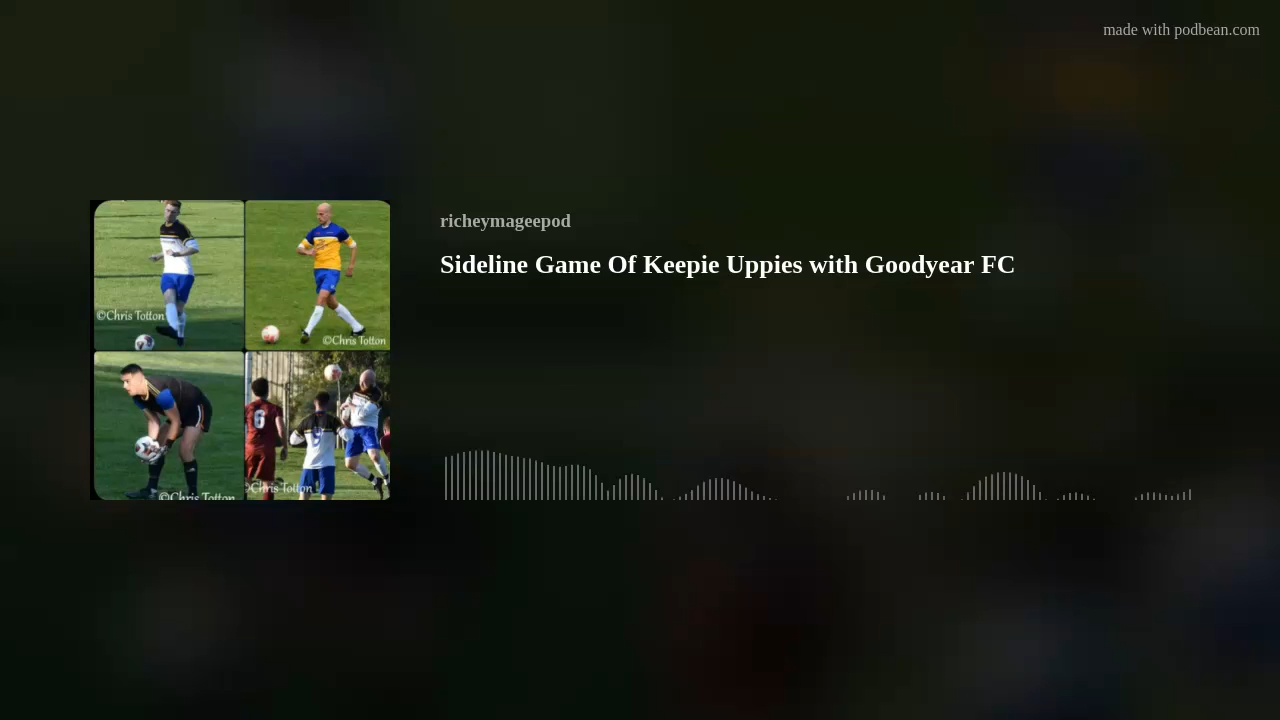 made with podbean.com
richeymageepod
Sideline Game Of Keepie Uppies with Goodyear FC
©Chris Totton
©Chris Totton
6
©Chris Totton
©Chris Totton